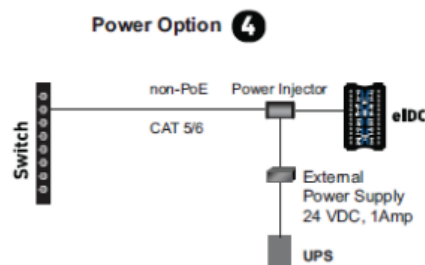 Power Option 4
non-PoE
Power Injector
CAT 5/6
eIDC
Switch
External
Power Supply
24 VDC, 1Amp
UPS